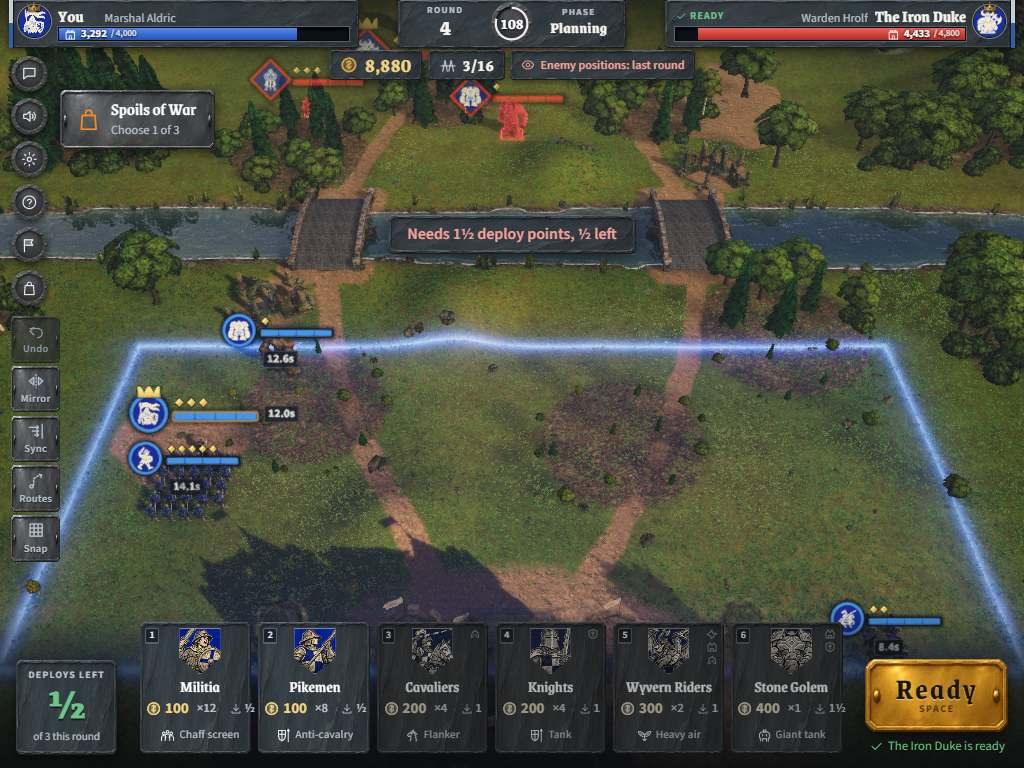 You Marshal Aldric
3,292 / 4,000
ROUND
4
108
PHASE
Planning
READY
Warden Hrolf The Iron Duke
4,433 / 4,800
8,880
3/16
Enemy positions: last round
Spoils of War
Choose 1 of 3
Needs 1½ deploy points, ½ left
12.6s
12.0s
14.1s
8.4s
Undo
Mirror
Sync
Routes
Snap
DEPLOYS LEFT
½
of 3 this round
1
Militia
100 ×12 ½
Chaff screen
2
Pikemen
100 ×8 ½
Anti-cavalry
3
Cavaliers
200 ×4 1
Flanker
4
Knights
200 ×4 1
Tank
5
Wyvern Riders
300 ×2 1
Heavy air
6
Stone Golem
400 ×1 1½
Giant tank
Ready
SPACE
The Iron Duke is ready